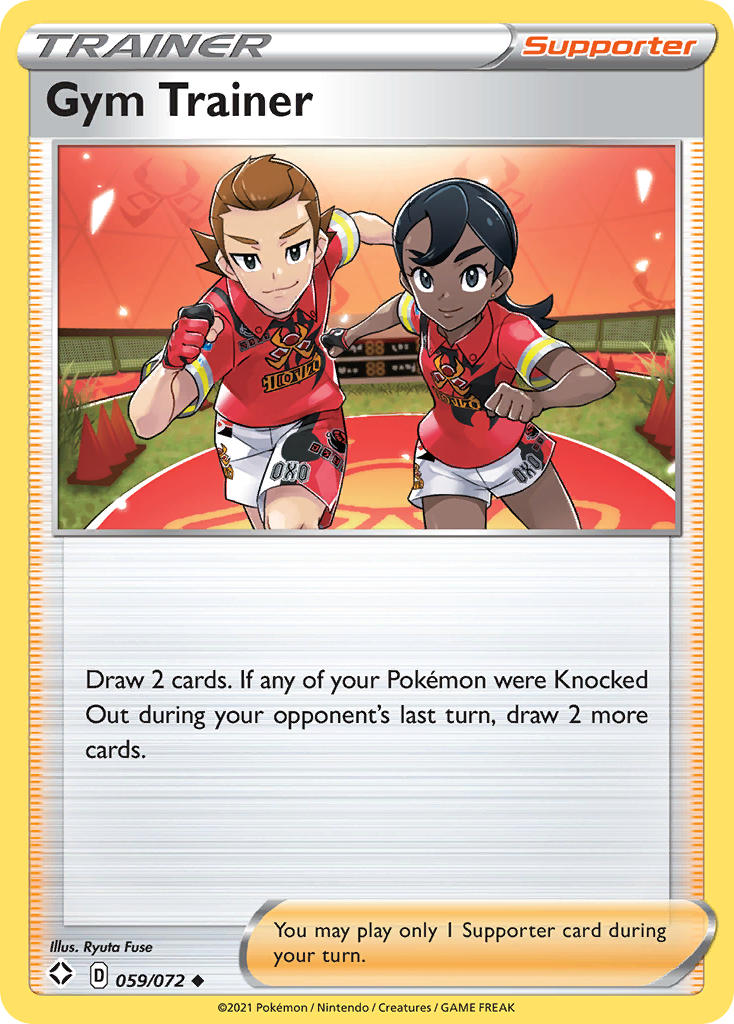 TRAINER
Supporter
Gym Trainer
OXO
OXO
Draw 2 cards. If any of your Pokémon were Knocked
Out during your opponent's last turn, draw 2 more
cards.
You may play only 1 Supporter card during
your turn.
Illus. Ryuta Fuse
D 059/072
©2021 Pokémon / Nintendo / Creatures / GAME FREAK